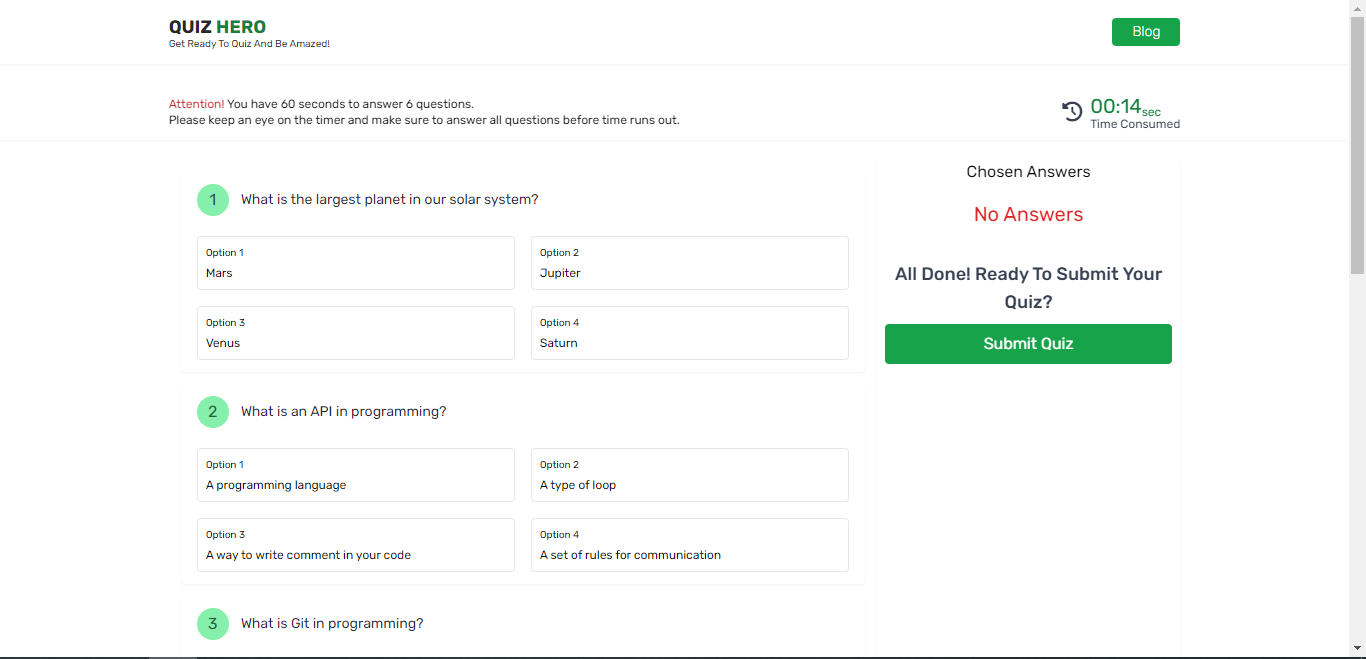 QUIZ HERO
Get Ready To Quiz And Be Amazed!
Blog
Attention! You have 60 seconds to answer 6 questions.
Please keep an eye on the timer and make sure to answer all questions before time runs out.
00:14sec
Time Consumed
1 What is the largest planet in our solar system?
Option 1
Mars
Option 2
Jupiter
Option 3
Venus
Option 4
Saturn
2 What is an API in programming?
Option 1
A programming language
Option 2
A type of loop
Option 3
A way to write comment in your code
Option 4
A set of rules for communication
3 What is Git in programming?
Chosen Answers
No Answers
All Done! Ready To Submit Your
Quiz?
Submit Quiz